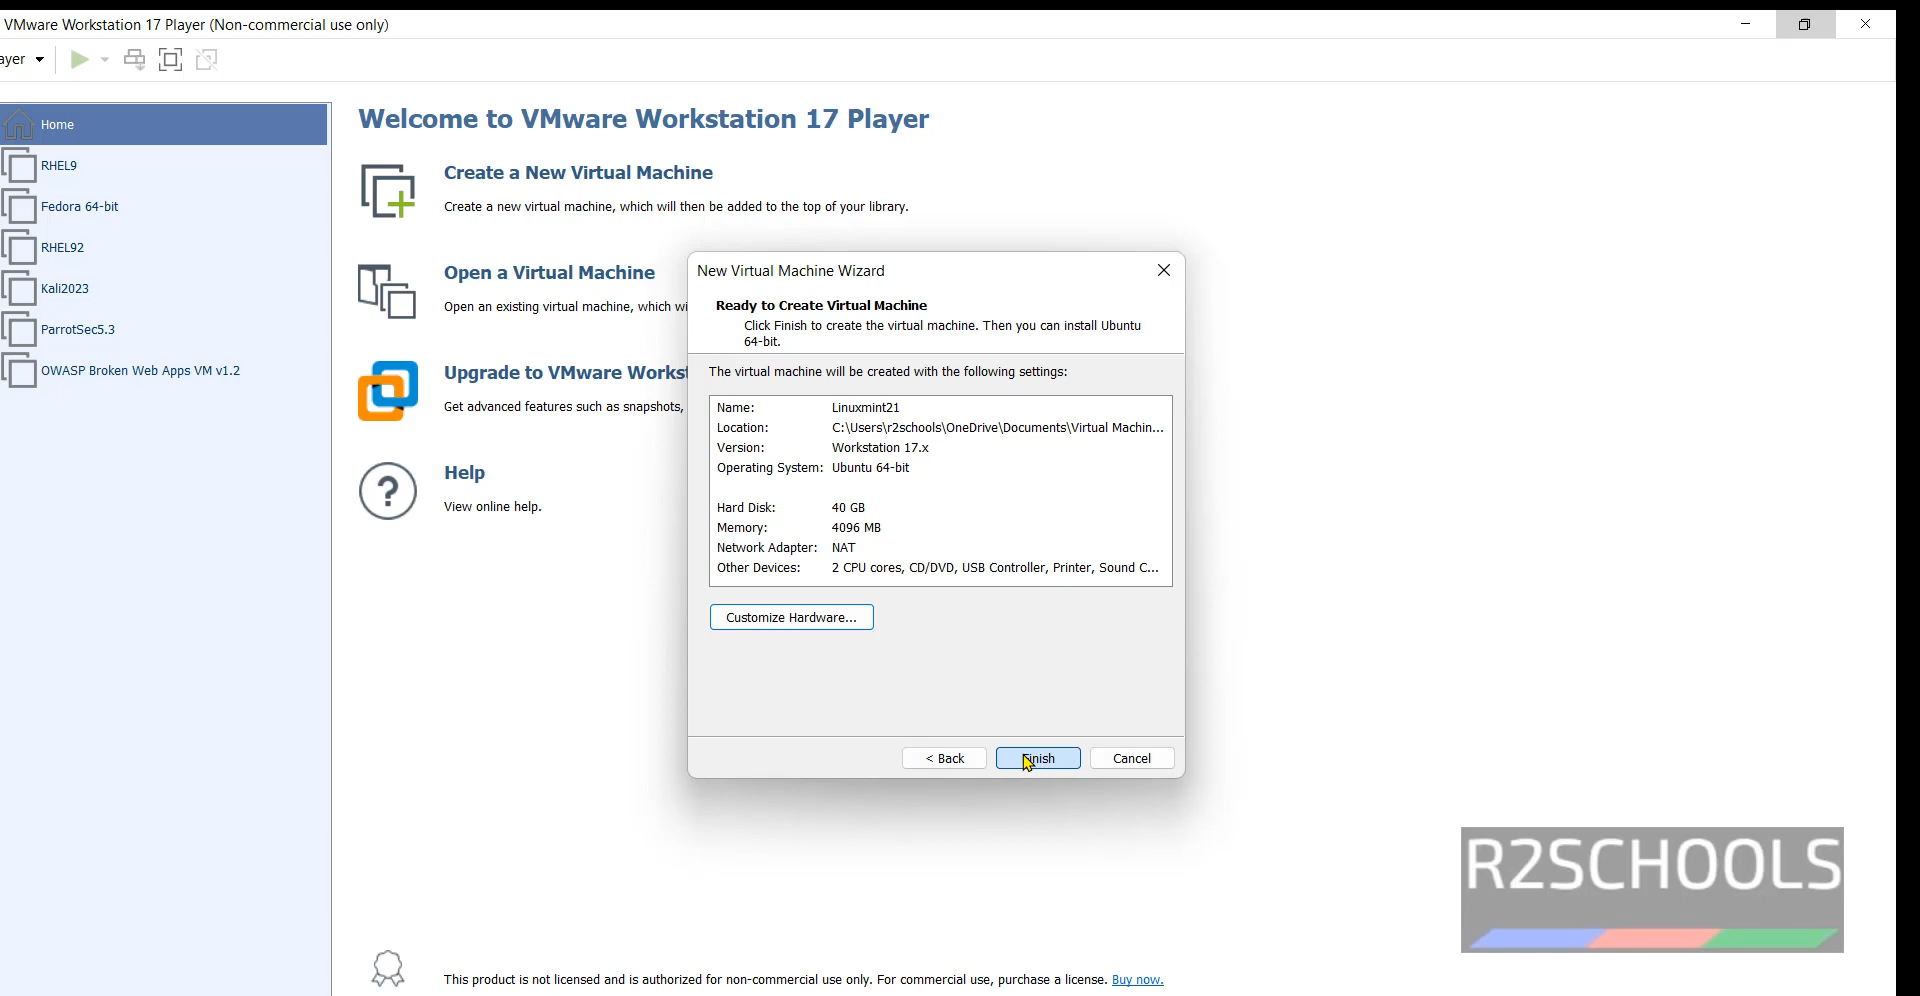 VMware Workstation 17 Player (Non-commercial use only)
ayer
Home
RHEL9
Fedora 64-bit
RHEL92
Kali2023
ParrotSec5.3
OWASP Broken Web Apps VM v1.2
Welcome to VMware Workstation 17 Player
Create a New Virtual Machine
Create a new virtual machine, which will then be added to the top of your library.
Open a Virtual Machine
Open an existing virtual machine, which wi
Upgrade to VMware Workst
Get advanced features such as snapshots,
Help
View online help.
New Virtual Machine Wizard
Ready to Create Virtual Machine
Click Finish to create the virtual machine. Then you can install Ubuntu
64-bit.
The virtual machine will be created with the following settings:
Name: Linuxmint21
Location: C:\Users\r2schools\OneDrive\Documents\Virtual Machin...
Version: Workstation 17.x
Operating System: Ubuntu 64-bit
Hard Disk: 40 GB
Memory: 4096 MB
Network Adapter: NAT
Other Devices: 2 CPU cores, CD/DVD, USB Controller, Printer, Sound C...
Customize Hardware...
< Back
Finish
Cancel
R2SCHOOLS
This product is not licensed and is authorized for non-commercial use only. For commercial use, purchase a license. Buy now.